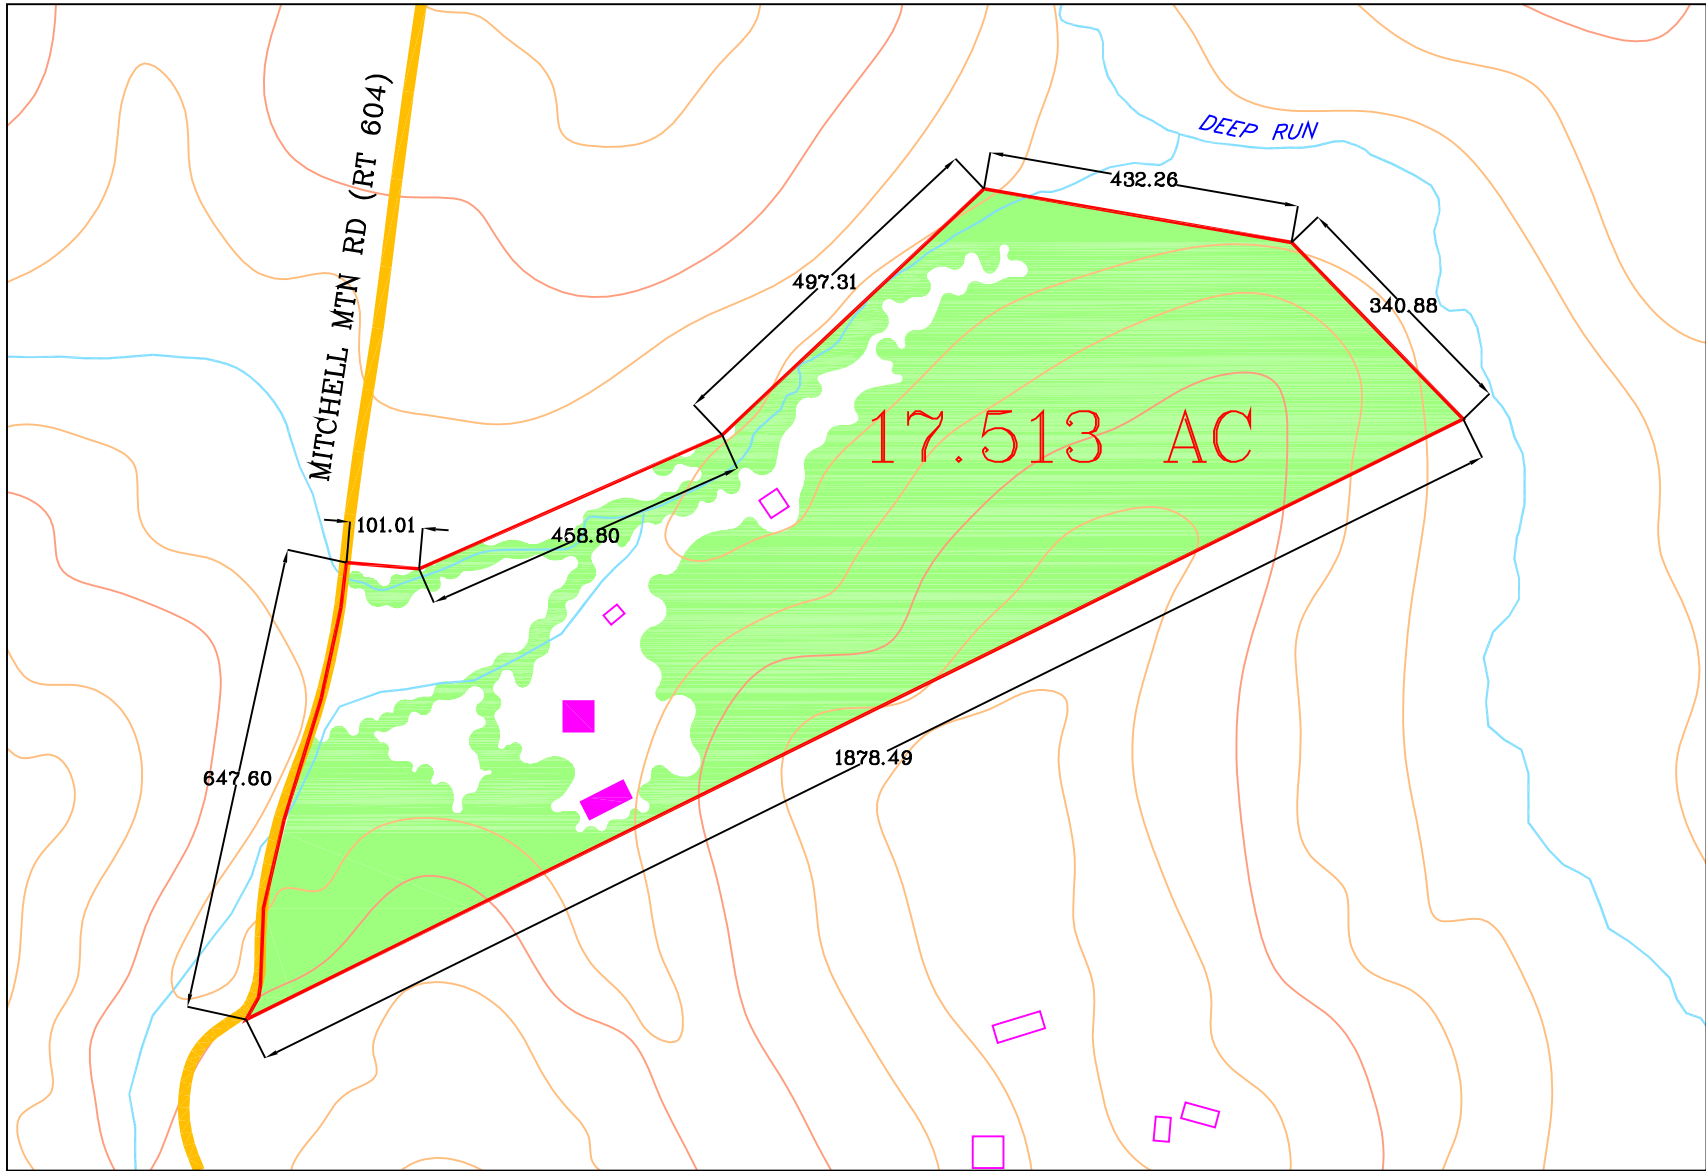 MITCHELL MTN RD (RT 604)
DEEP RUN
432.26
497.31
340.88
17.513 AC
101.01
458.80
1878.49
647.60